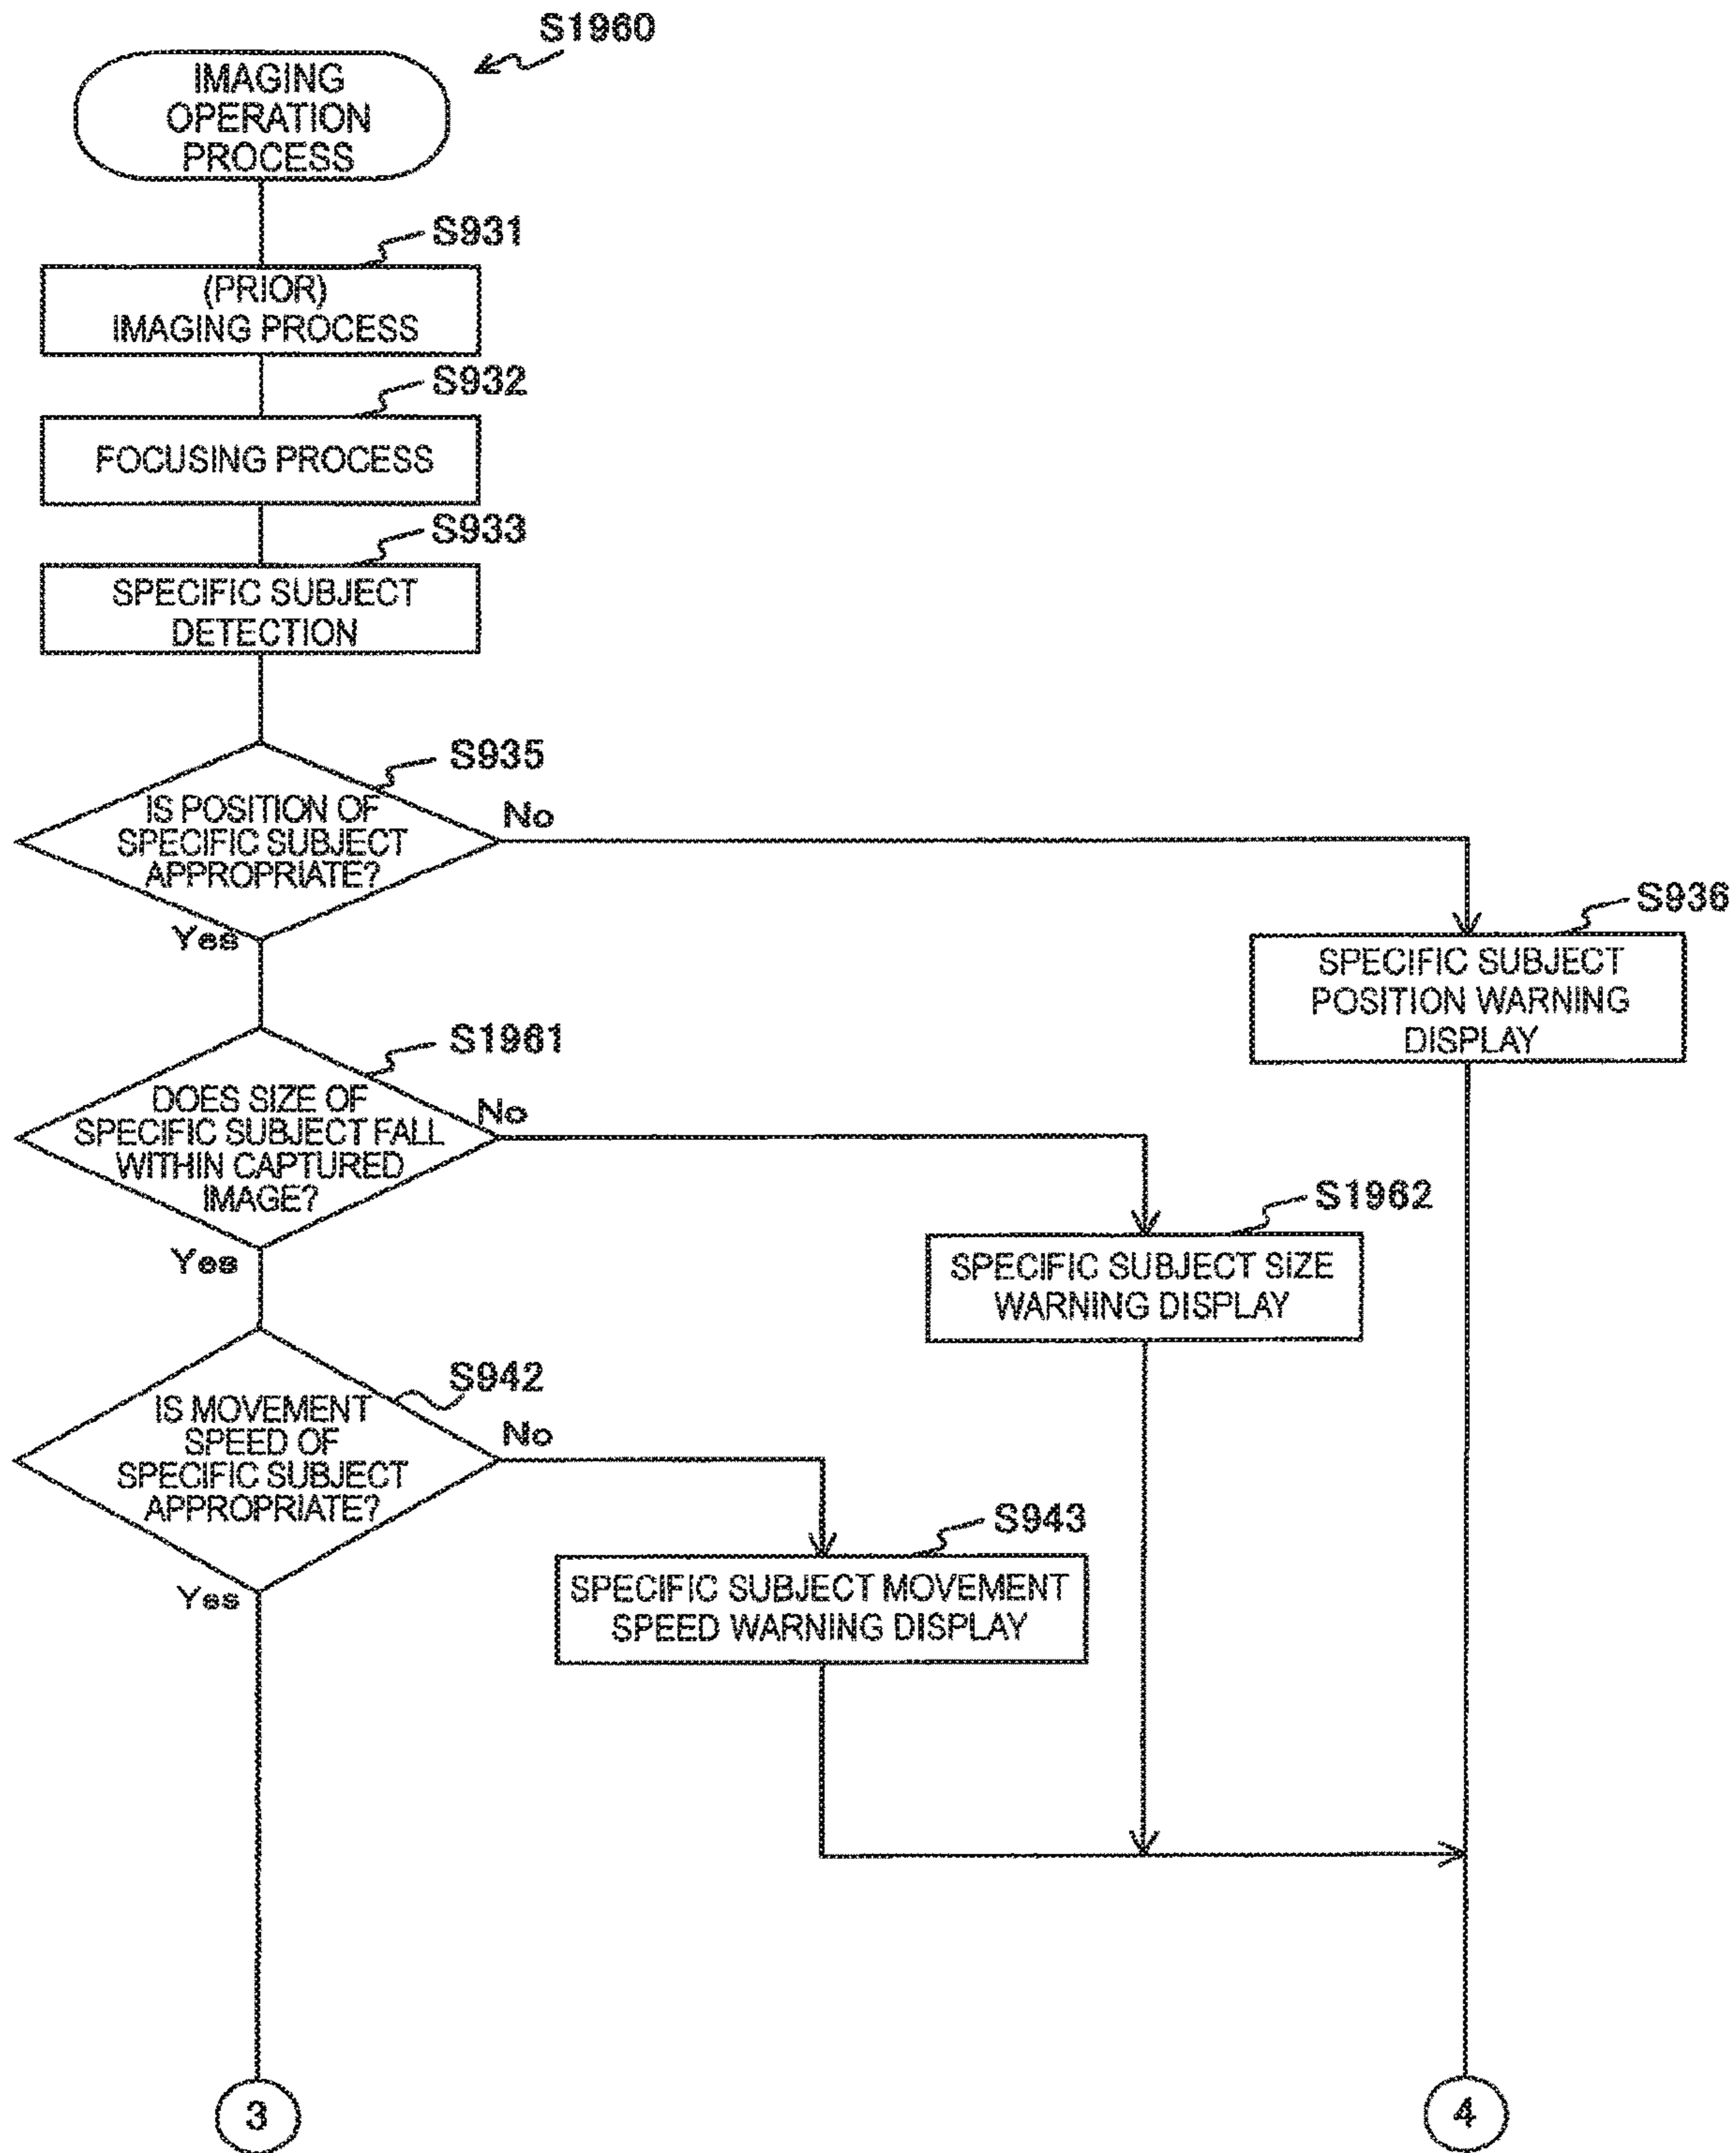 S1960
IMAGING
OPERATION
PROCESS
S931
(PRIOR)
IMAGING PROCESS
S932
FOCUSING PROCESS
S933
SPECIFIC SUBJECT
DETECTION
S935
IS POSITION OF
SPECIFIC SUBJECT
APPROPRIATE?
No
Yes
S936
SPECIFIC SUBJECT
POSITION WARNING
DISPLAY
S1961
DOES SIZE OF
SPECIFIC SUBJECT FALL
WITHIN CAPTURED
IMAGE?
No
Yes
S1962
SPECIFIC SUBJECT SIZE
WARNING DISPLAY
S942
IS MOVEMENT
SPEED OF
SPECIFIC SUBJECT
APPROPRIATE?
No
Yes
S943
SPECIFIC SUBJECT MOVEMENT
SPEED WARNING DISPLAY
3
4